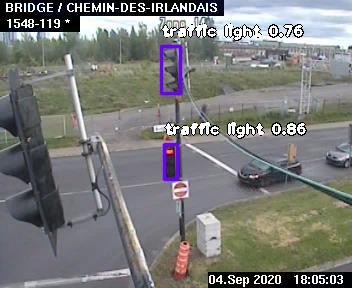 BRIDGE / CHEMIN-DES-IRLANDAIS
1548-119 *
traffic light 0.76
traffic light 0.86
04.Sep 2020 18:05:03